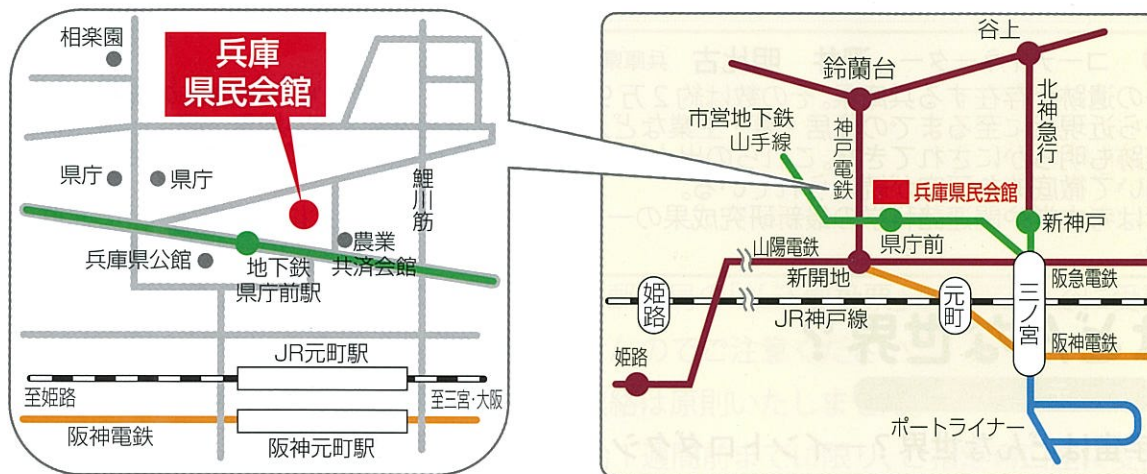 相楽園
兵庫
県民会館
県庁
県庁
鯉川筋
兵庫県公館
地下鉄
県庁前駅
農業
共済会館
JR元町駅
至姫路
至三宮・大阪
阪神電鉄
阪神元町駅
谷上
鈴蘭台
市営地下鉄
山手線
神戸電鉄
北神急行
兵庫県民会館
県庁前
新神戸
山陽電鉄
新開地
阪急電鉄
姫路
元町
三ノ宮
JR神戸線
姫路
阪神電鉄
ポートライナー